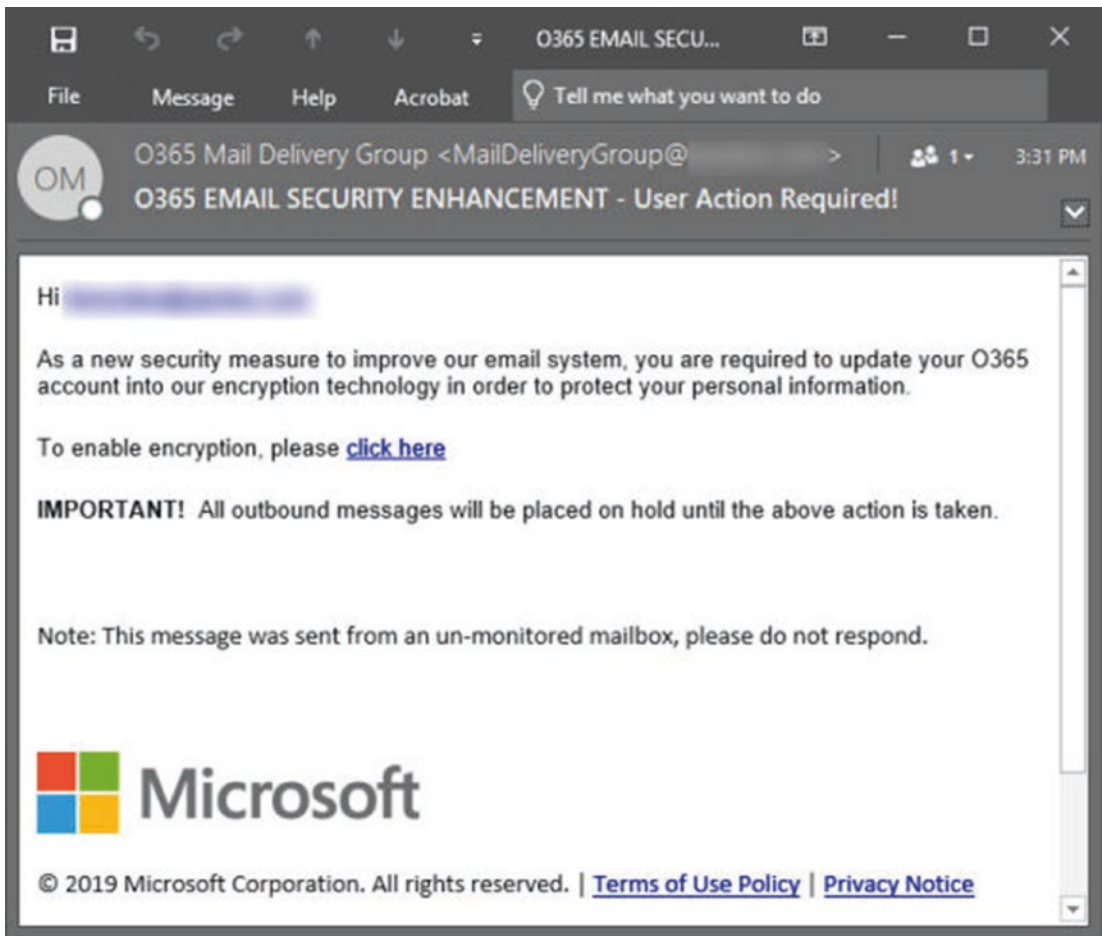 O365 EMAIL SECU...
File Message Help Acrobat Tell me what you want to do
OM
O365 Mail Delivery Group <MailDeliveryGroup@ > 1 3:31 PM
O365 EMAIL SECURITY ENHANCEMENT - User Action Required!
Hi
As a new security measure to improve our email system, you are required to update your O365
account into our encryption technology in order to protect your personal information.
To enable encryption, please click here
IMPORTANT! All outbound messages will be placed on hold until the above action is taken.
Note: This message was sent from an un-monitored mailbox, please do not respond.
Microsoft
© 2019 Microsoft Corporation. All rights reserved. | Terms of Use Policy | Privacy Notice